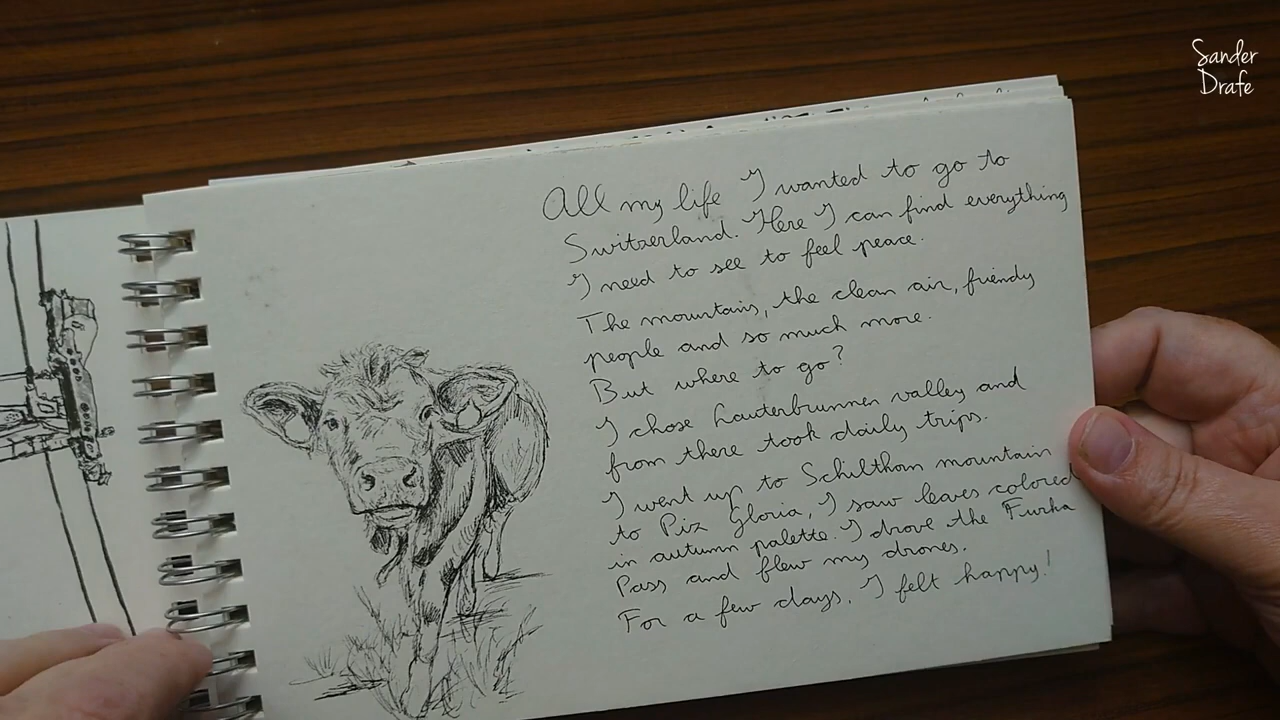 Sander
Drafe
All my life I wanted to go to
Switzerland. Here I can find everything
I need to see to feel peace.
The mountains, the clean air, friendy
people and so much more.
But where to go?
I chose Lauterbrunnen valley and
from there took daily trips.
I went up to Schilthorn mountain
to Piz Gloria, I saw leaves colored
in autumn palette. I drove the Furka
Pass and flew my drones.
For a few days, I felt happy!